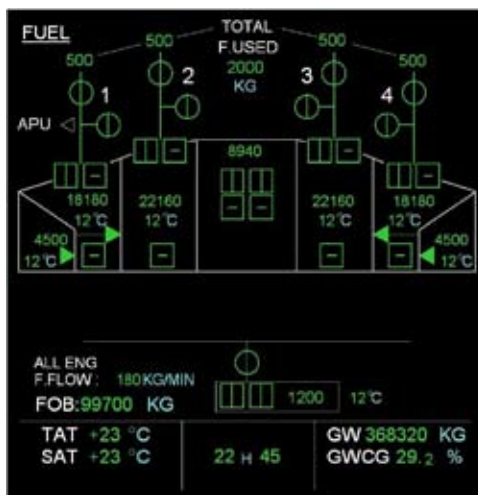 FUEL
TOTAL
F.USED
2000
KG
500 500 500 500
1 2 3 4
APU
8940
18180 22160 22160 18180
12°C 12°C 12°C 12°C
4500 4500
12°C 12°C
ALL ENG
F.FLOW : 180 KG/MIN
FOB:99700 KG
1200 12°C
TAT +23 °C
SAT +23 °C
22 H 45
GW 368320 KG
GWCG 29.2 %